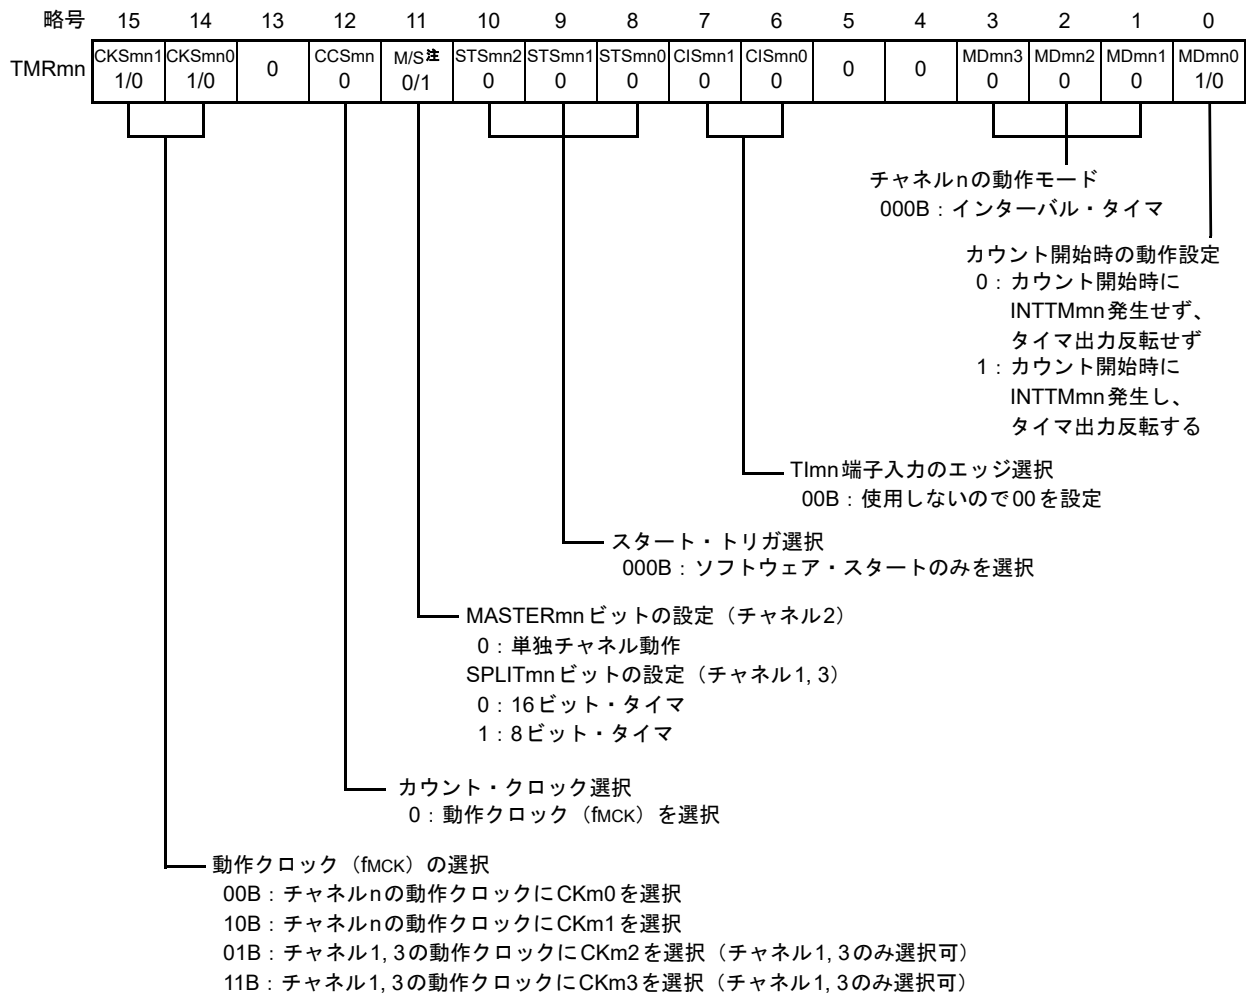 略号 15 14 13 12 11 10 9 8 7 6 5 4 3 2 1 0
TMRmn CKSmn1 CKSmn0 CCSmn M/S注 STSmn2 STSmn1 STSmn0 CISmn1 CISmn0 MDmn3 MDmn2 MDmn1 MDmn0
1/0 1/0 0 0 0/1 0 0 0 0 0 0 0 0 0 0 1/0
チャネルnの動作モード
000B：インターバル・タイマ
カウント開始時の動作設定
0：カウント開始時に
INTTMmn発生せず、
タイマ出力反転せず
1：カウント開始時に
INTTMmn発生し、
タイマ出力反転する
TImn端子入力のエッジ選択
00B：使用しないので00を設定
スタート・トリガ選択
000B：ソフトウェア・スタートのみを選択
MASTERmnビットの設定（チャネル2）
0：単独チャネル動作
SPLITmnビットの設定（チャネル1, 3）
0：16ビット・タイマ
1：8ビット・タイマ
カウント・クロック選択
0：動作クロック（fMCK）を選択
動作クロック（fMCK）の選択
00B：チャネルnの動作クロックにCKm0を選択
10B：チャネルnの動作クロックにCKm1を選択
01B：チャネル1, 3の動作クロックにCKm2を選択（チャネル1, 3のみ選択可）
11B：チャネル1, 3の動作クロックにCKm3を選択（チャネル1, 3のみ選択可）